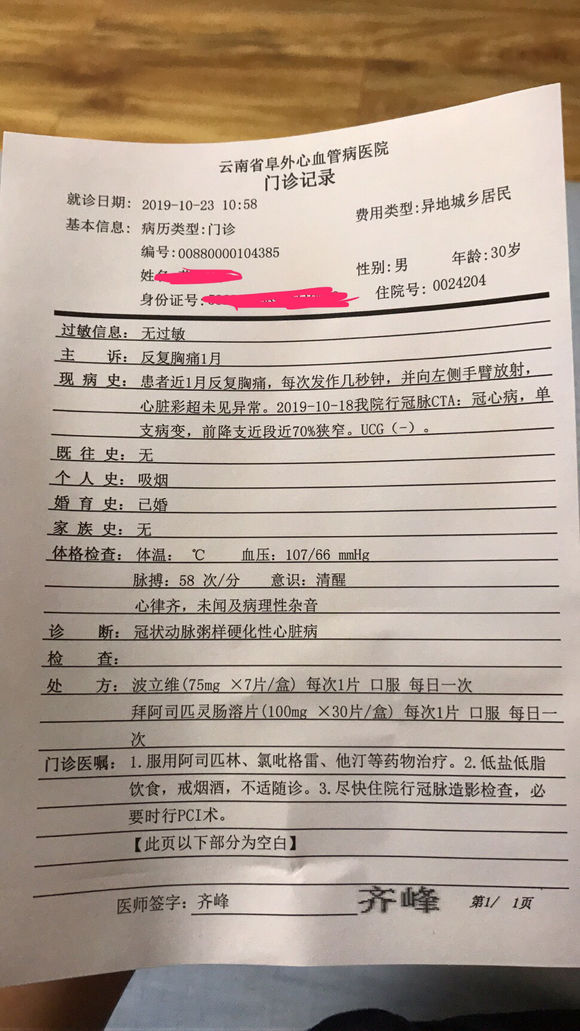 云南省阜外心血管病医院
门诊记录
就诊日期: 2019-10-23 10:58
费用类型:异地城乡居民
基本信息: 病历类型:门诊
编号:00880000104385
姓名
性别:男
年龄:30岁
身份证号:
住院号: 0024204
过敏信息: 无过敏
主 诉: 反复胸痛1月
现 病 史: 患者近1月反复胸痛, 每次发作几秒钟, 并向左侧手臂放射,
心脏彩超未见异常。2019-10-18我院行冠脉CTA: 冠心病, 单
支病变, 前降支近段近70%狭窄。UCG (-) 。
既 往 史: 无
个 人 史: 吸烟
婚 育 史: 已婚
家 族 史: 无
体格检查: 体温: ℃ 血压: 107/66 mmHg
脉搏: 58 次/分 意识: 清醒
心律齐, 未闻及病理性杂音
诊 断: 冠状动脉粥样硬化性心脏病
检 查:
处 方: 波立维(75mg ×7片/盒) 每次1片 口服 每日一次
拜阿司匹灵肠溶片(100mg ×30片/盒) 每次1片 口服 每日一
次
门诊医嘱: 1.服用阿司匹林、氯吡格雷、他汀等药物治疗。2.低盐低脂
饮食, 戒烟酒, 不适随诊。3.尽快住院行冠脉造影检查, 必
要时行PCI术。
【此页以下部分为空白】
医师签字: 齐峰
齐峰
第1/ 1页